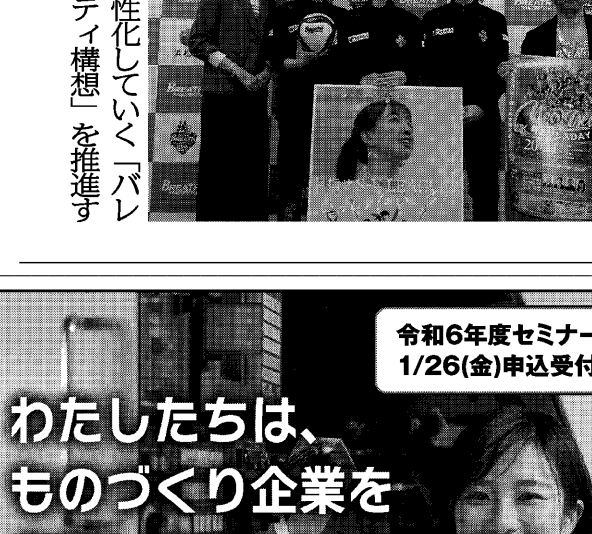 性化していく「バレ
ティ構想」を推進す
令和6年度セミナー
1/26(金)申込受付
わたしたちは、
ものづくり企業を